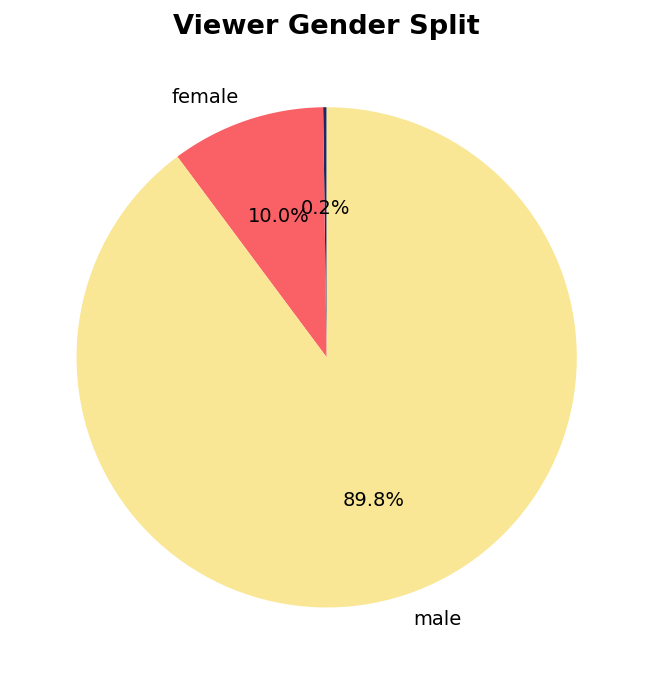 Viewer Gender Split
female
0.2%
10.0%
89.8%
male